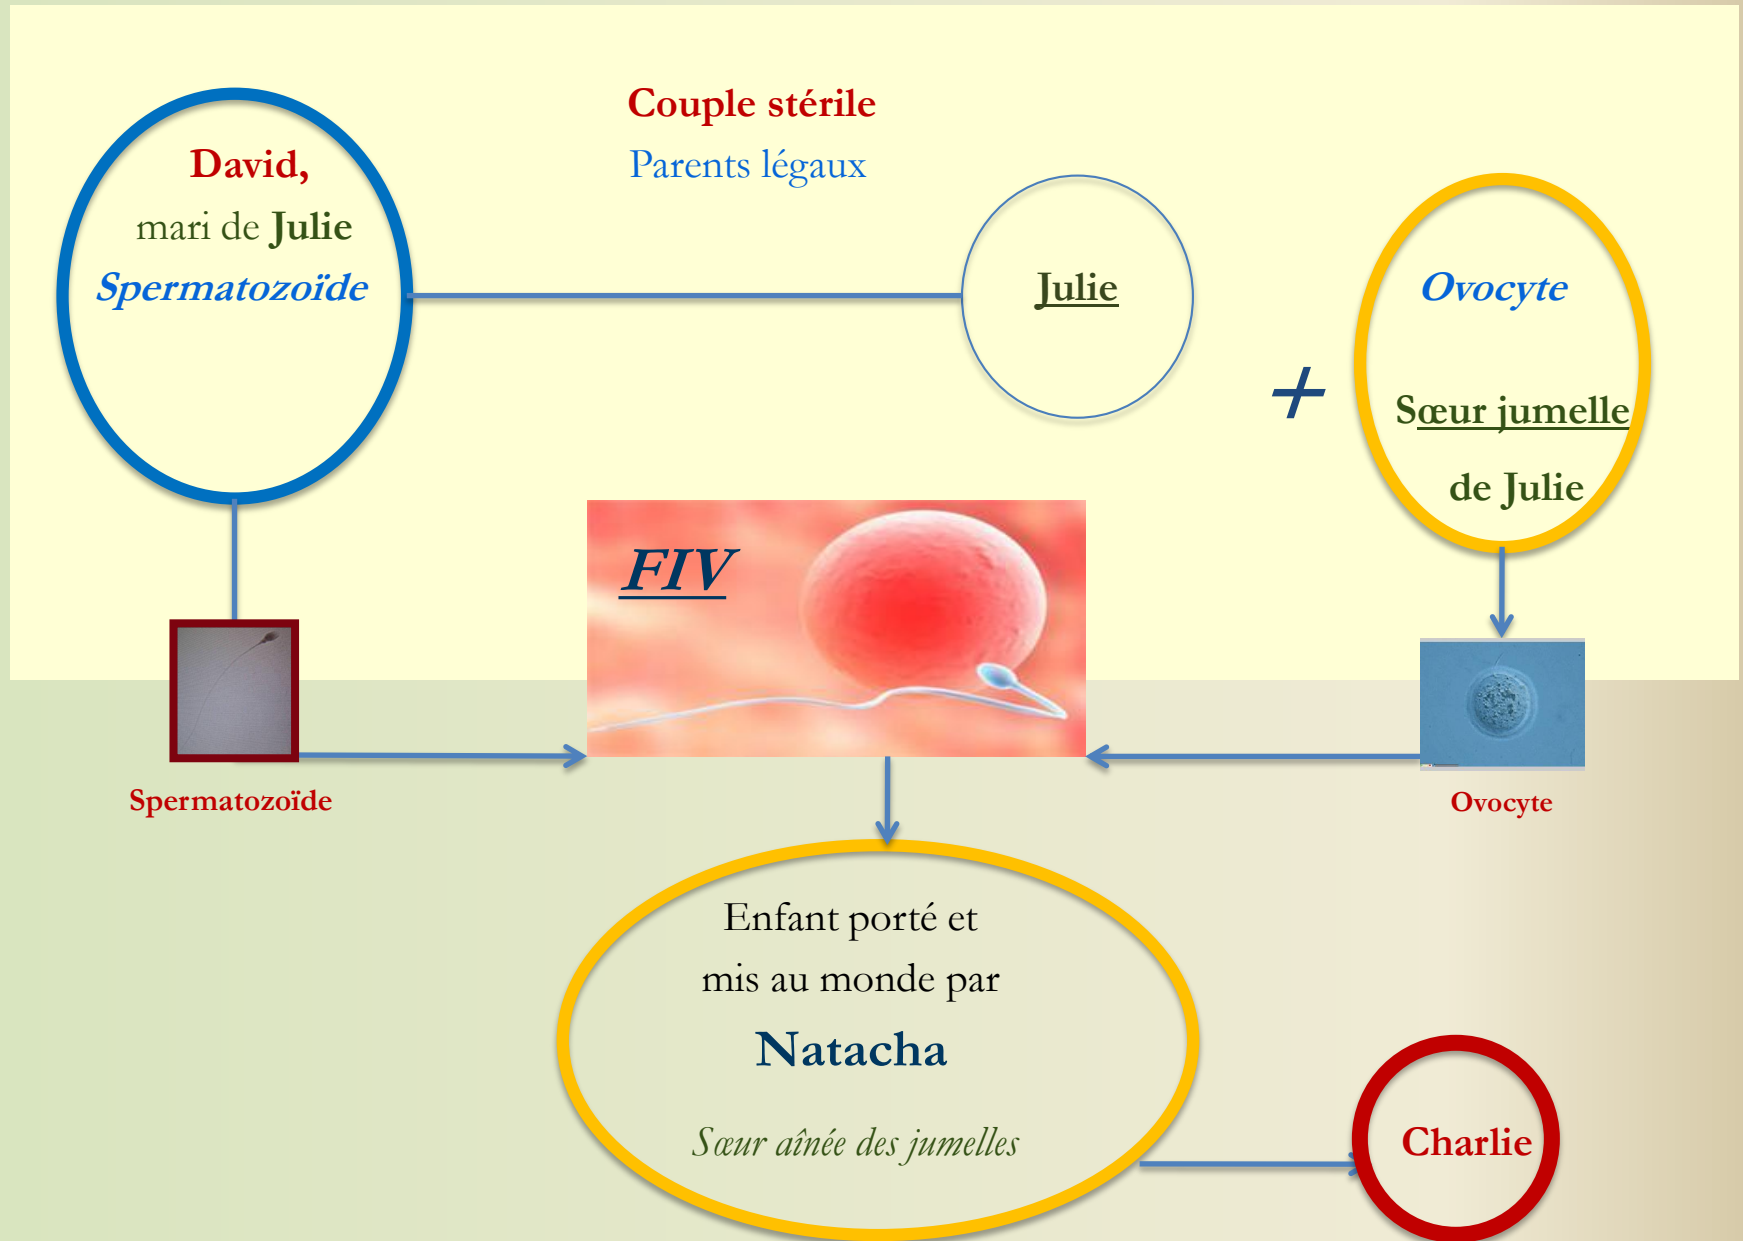 Couple stérile
Parents légaux
David,
mari de Julie
Spermatozoïde
Julie
+
Ovocyte
Sœur jumelle
de Julie
FIV
Spermatozoïde
Ovocyte
Enfant porté et
mis au monde par
Natacha
Sœur aînée des jumelles
Charlie